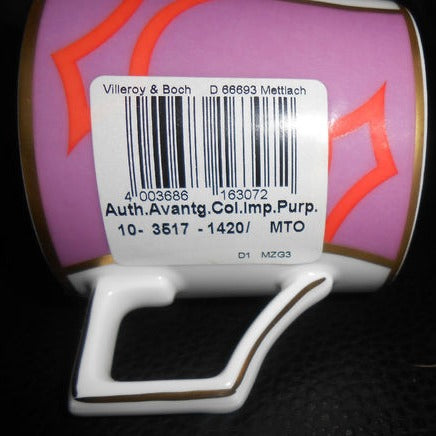 Villeroy & Boch D 66693 Mettlach
4 003686 163072
Auth.Avantg.Col.Imp.Purp.
10- 3517 -1420/ MTO
D1 MZG3